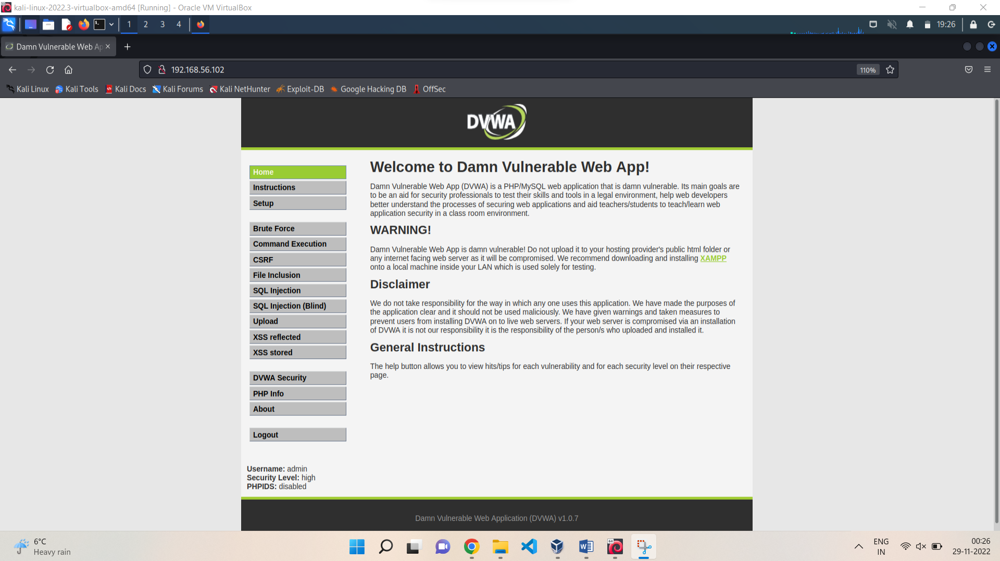 kali-linux-2022.3-virtualbox-amd64 [Running] - Oracle VM VirtualBox
1 2 3 4 19:26
Damn Vulnerable Web Ap
192.168.56.102 110%
Kali Linux Kali Tools Kali Docs Kali Forums Kali NetHunter Exploit-DB Google Hacking DB OffSec
DVWA
Home
Instructions
Setup
Brute Force
Command Execution
CSRF
File Inclusion
SQL Injection
SQL Injection (Blind)
Upload
XSS reflected
XSS stored
DVWA Security
PHP Info
About
Logout
Username: admin
Security Level: high
PHPIDS: disabled
Welcome to Damn Vulnerable Web App!
Damn Vulnerable Web App (DVWA) is a PHP/MySQL web application that is damn vulnerable. Its main goals are
to be an aid for security professionals to test their skills and tools in a legal environment, help web developers
better understand the processes of securing web applications and aid teachers/students to teach/learn web
application security in a class room environment.
WARNING!
Damn Vulnerable Web App is damn vulnerable! Do not upload it to your hosting provider's public html folder or
any internet facing web server as it will be compromised. We recommend downloading and installing XAMPP
onto a local machine inside your LAN which is used solely for testing.
Disclaimer
We do not take responsibility for the way in which any one uses this application. We have made the purposes of
the application clear and it should not be used maliciously. We have given warnings and taken measures to
prevent users from installing DVWA on to live web servers. If your web server is compromised via an installation
of DVWA it is not our responsibility it is the responsibility of the person/s who uploaded and installed it.
General Instructions
The help button allows you to view hits/tips for each vulnerability and for each security level on their respective
page.
Damn Vulnerable Web Application (DVWA) v1.0.7
6°C
Heavy rain
64
ENG
IN
00:26
29-11-2022